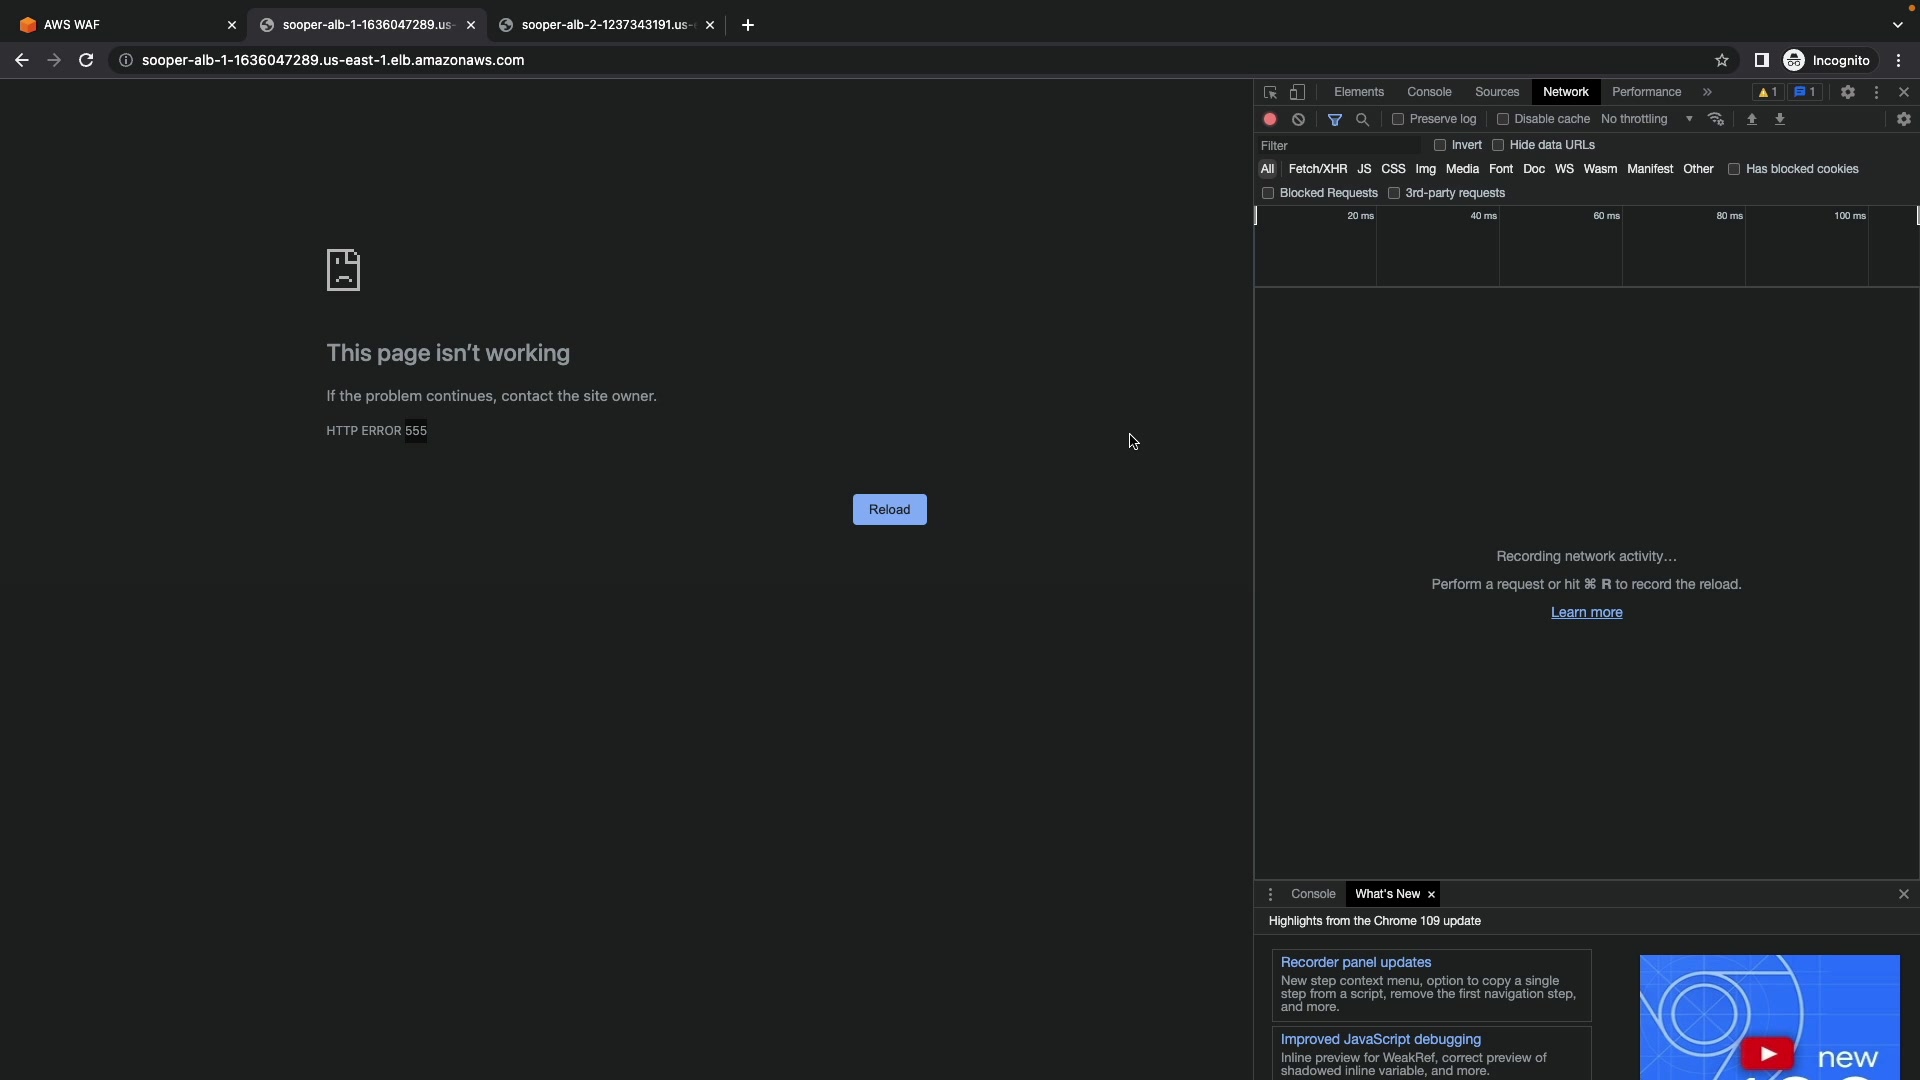 AWS WAF
sooper-alb-1-1636047289.us-
sooper-alb-2-1237343191.us-
sooper-alb-1-1636047289.us-east-1.elb.amazonaws.com
Incognito
Elements Console Sources Network Performance » 1 1
Preserve log Disable cache No throttling
Filter Invert Hide data URLs
All Fetch/XHR JS CSS Img Media Font Doc WS Wasm Manifest Other Has blocked cookies
Blocked Requests 3rd-party requests
20 ms 40 ms 60 ms 80 ms 100 ms
This page isn't working
If the problem continues, contact the site owner.
HTTP ERROR 555
Reload
Recording network activity…
Perform a request or hit ⌘ R to record the reload.
Learn more
Console What's New
Highlights from the Chrome 109 update
Recorder panel updates
New step context menu, option to copy a single
step from a script, remove the first navigation step,
and more.
Improved JavaScript debugging
Inline preview for WeakRef, correct preview of
shadowed inline variable, and more.
new